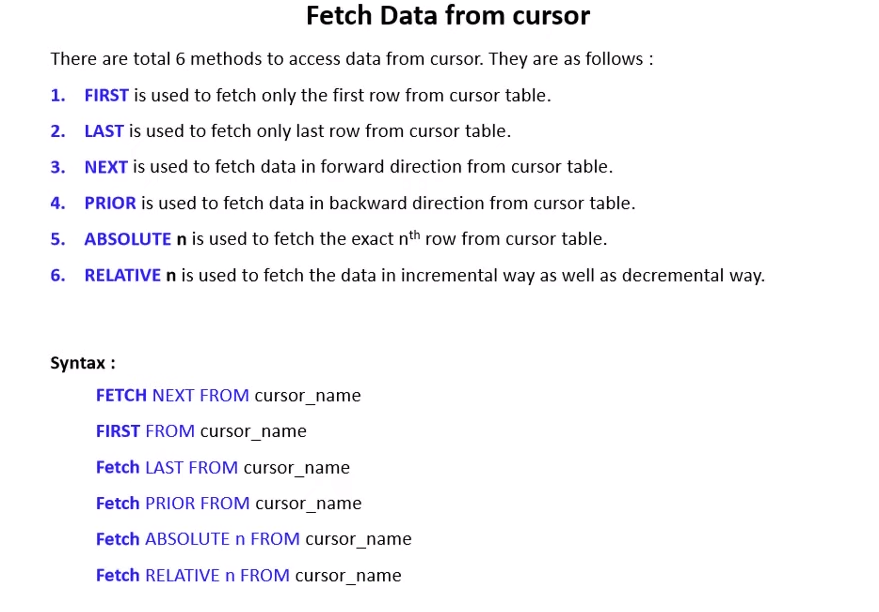 Fetch Data from cursor
There are total 6 methods to access data from cursor. They are as follows :
1. FIRST is used to fetch only the first row from cursor table.
2. LAST is used to fetch only last row from cursor table.
3. NEXT is used to fetch data in forward direction from cursor table.
4. PRIOR is used to fetch data in backward direction from cursor table.
5. ABSOLUTE n is used to fetch the exact nth row from cursor table.
6. RELATIVE n is used to fetch the data in incremental way as well as decremental way.
Syntax :
FETCH NEXT FROM cursor_name
FIRST FROM cursor_name
Fetch LAST FROM cursor_name
Fetch PRIOR FROM cursor_name
Fetch ABSOLUTE n FROM cursor_name
Fetch RELATIVE n FROM cursor_name